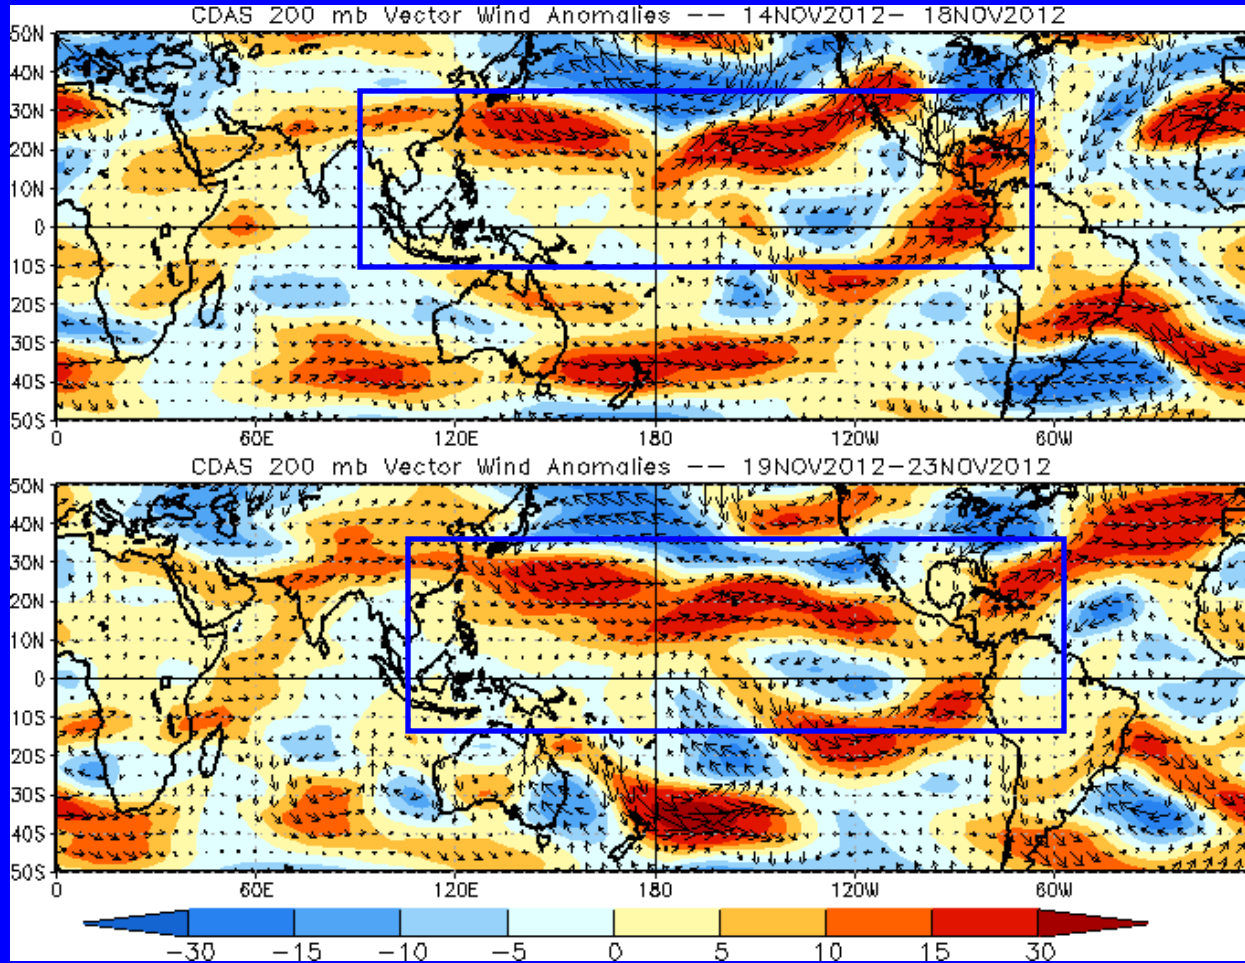 CDAS 200 mb Vector Wind Anomalies -- 14NOV2012- 18NOV2012
50N
40N
30N
20N
10N
0
10S
20S
30S
40S
50S
0 60E 120E 180 120W 60W
CDAS 200 mb Vector Wind Anomalies -- 19NOV2012-23NOV2012
50N
40N
30N
20N
10N
0
10S
20S
30S
40S
50S
0 60E 120E 180 120W 60W
-30 -15 -10 -5 0 5 10 15 30